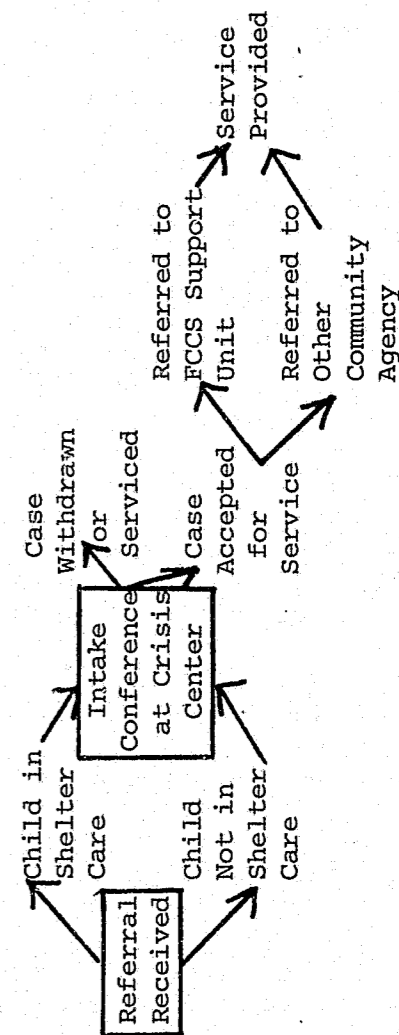 Referral
Received
Child in
Shelter
Care
Child
Not in
Shelter
Care
Intake
Conference
at Crisis
Center
Case
Withdrawn
or
Serviced
Case
Accepted
for
Service
Referred to
FCCS Support
Unit
Referred to
Other
Community
Agency
Service
Provided